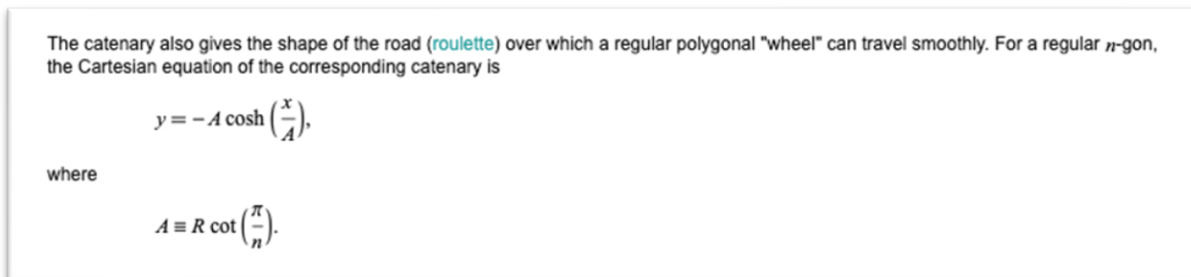 The catenary also gives the shape of the road (roulette) over which a regular polygonal "wheel" can travel smoothly. For a regular n-gon,
the Cartesian equation of the corresponding catenary is
y = - A cosh (x/A),
where
A ≡ R cot (π/n).